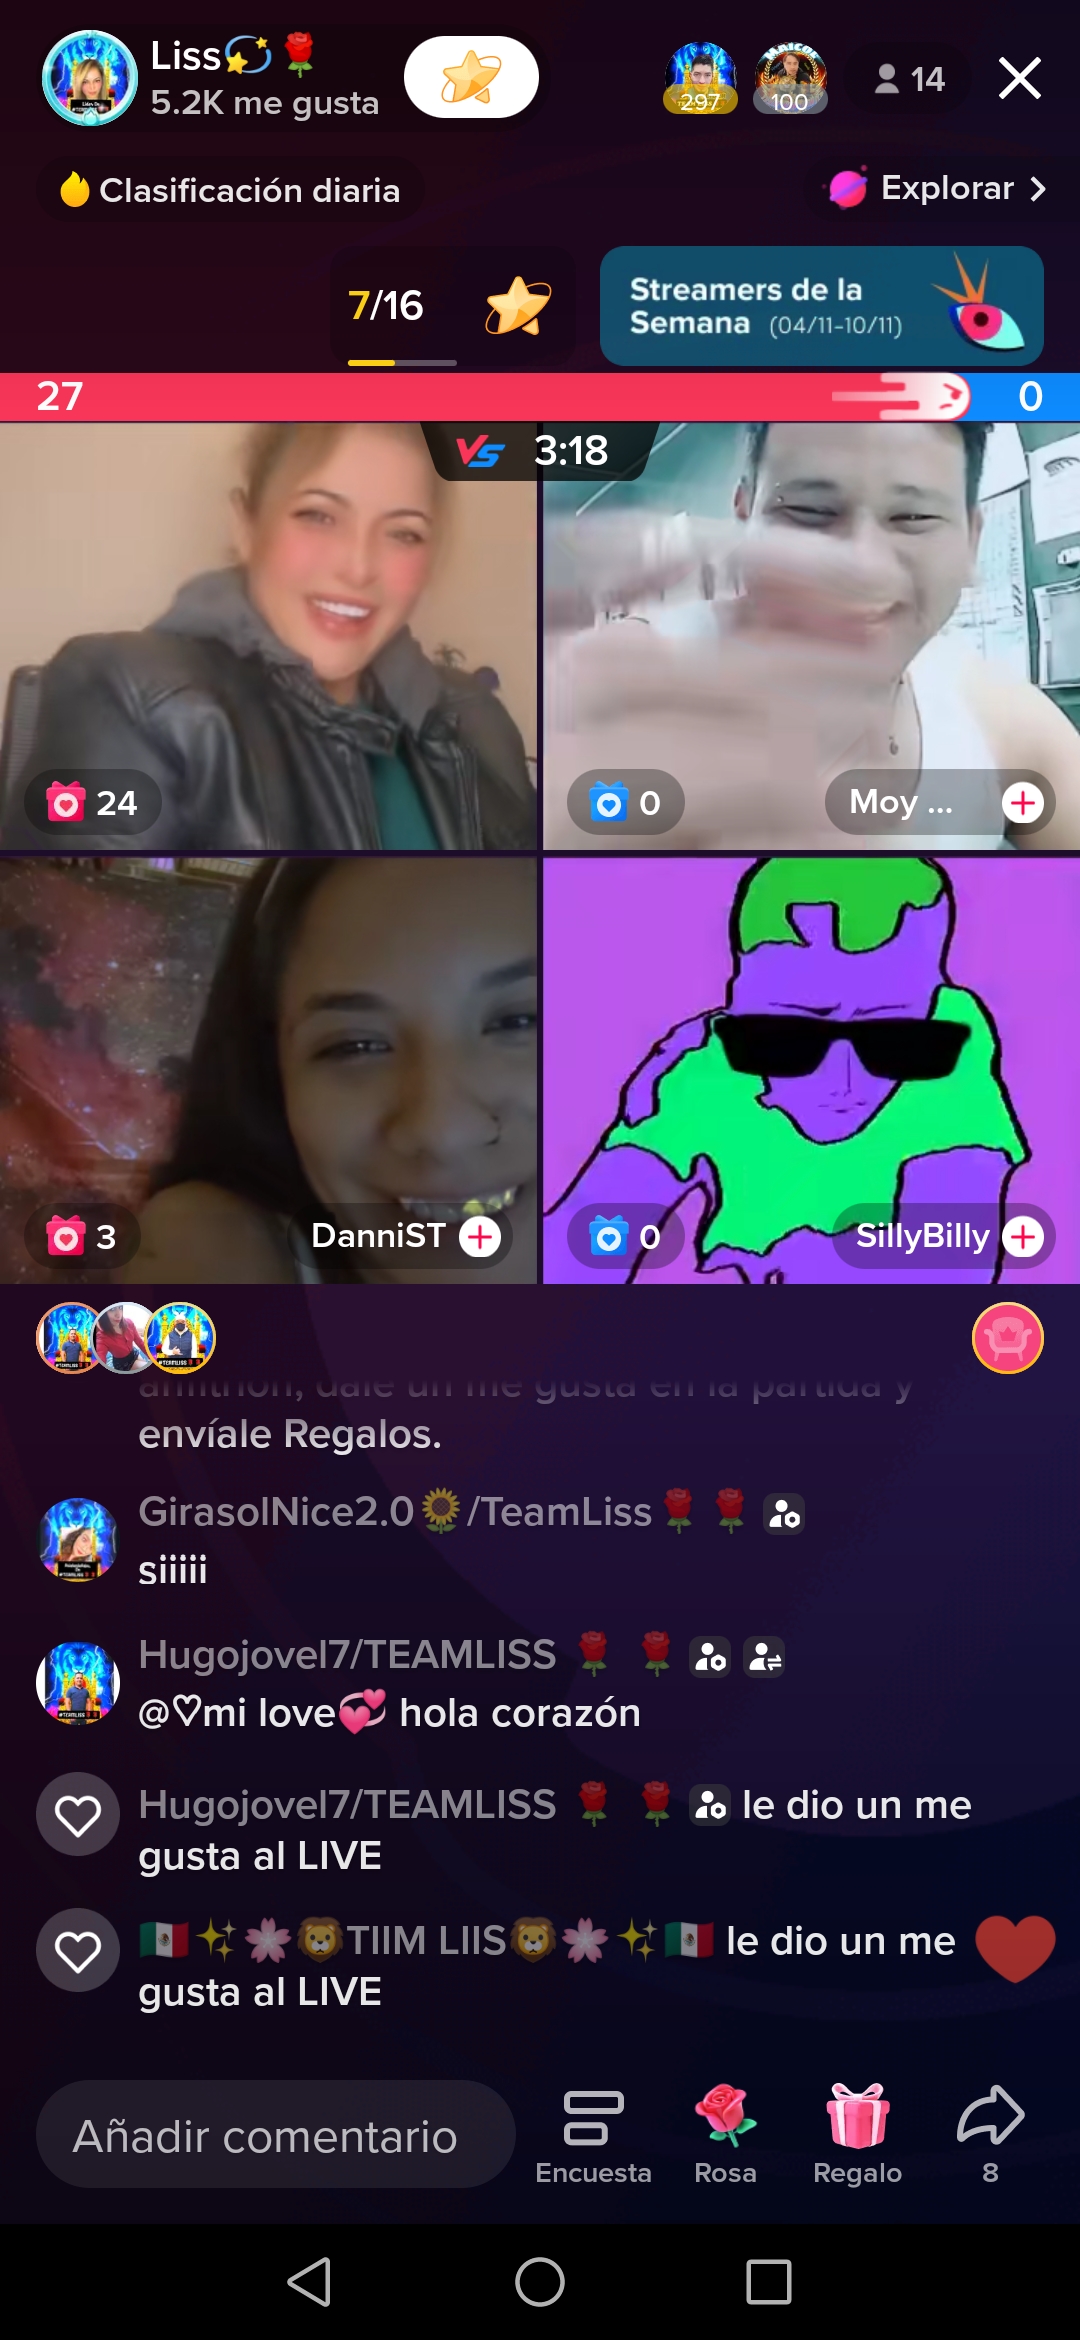 Liss💫🌹
5.2K me gusta
297
100
14
Clasificación diaria
Explorar
7/16
Streamers de la
Semana (04/11-10/11)
27
0
VS 3:18
24
0
Moy ...
3
DanniST
0
SillyBilly
anfitrión, dale un me gusta en la partida y
envíale Regalos.
GirasolNice2.0🌻/TeamLiss🌹🌹
siiiii
Hugojovel7/TEAMLISS 🌹 🌹
@♡mi love💞 hola corazón
Hugojovel7/TEAMLISS 🌹 🌹 le dio un me
gusta al LIVE
🇲🇽✨🌸🦁TIIM LIIS🦁🌸✨🇲🇽 le dio un me
gusta al LIVE
Añadir comentario
Encuesta
Rosa
Regalo
8